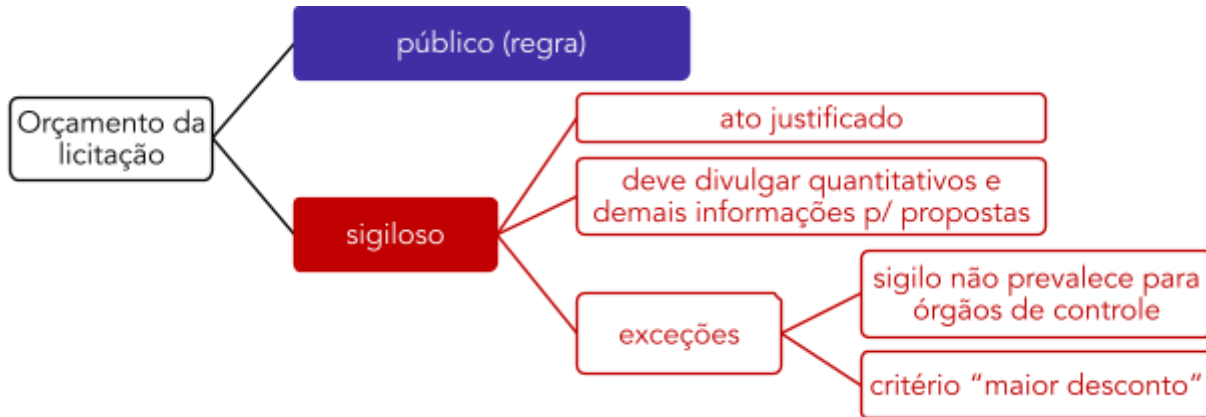 público (regra)
Orçamento da
licitação
ato justificado
deve divulgar quantitativos e
demais informações p/ propostas
sigiloso
sigilo não prevalece para
órgãos de controle
exceções
critério “maior desconto”